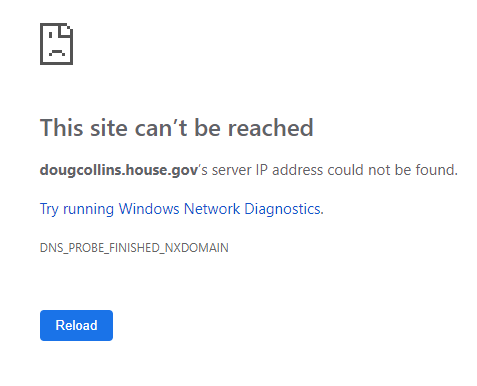 This site can’t be reached
dougcollins.house.gov’s server IP address could not be found.
Try running Windows Network Diagnostics.
DNS_PROBE_FINISHED_NXDOMAIN
Reload